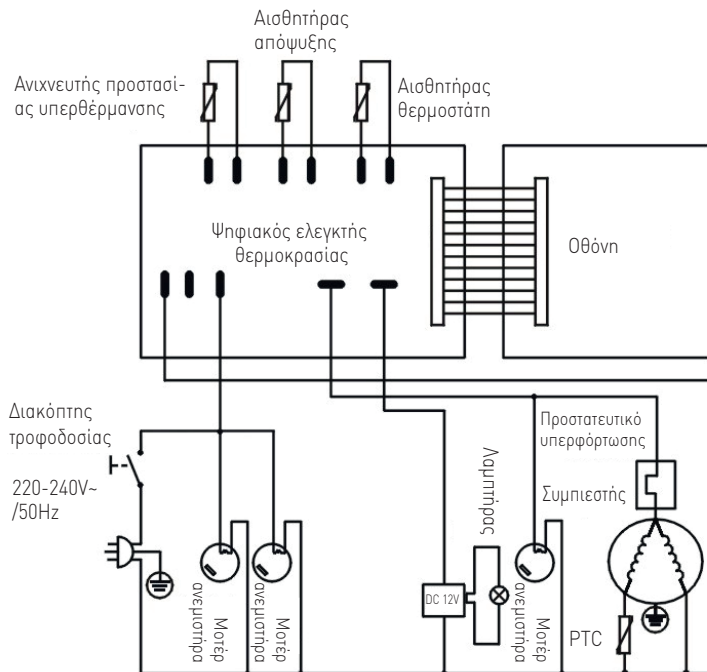 Αισθητήρας
απόψυξης
Ανιχνευτής προστασί-
ας υπερθέρμανσης
Αισθητήρας
θερμοστάτη
Ψηφιακός ελεγκτής
θερμοκρασίας
Οθόνη
Διακόπτης
τροφοδοσίας
220-240V~
/50Hz
Προστατευτικό
υπερφόρτωσης
Λαμπτήρας
Συμπιεστής
DC 12V
Μοτέρ
ανεμιστήρα
Μοτέρ
ανεμιστήρα
Μοτέρ
ανεμιστήρα
PTC